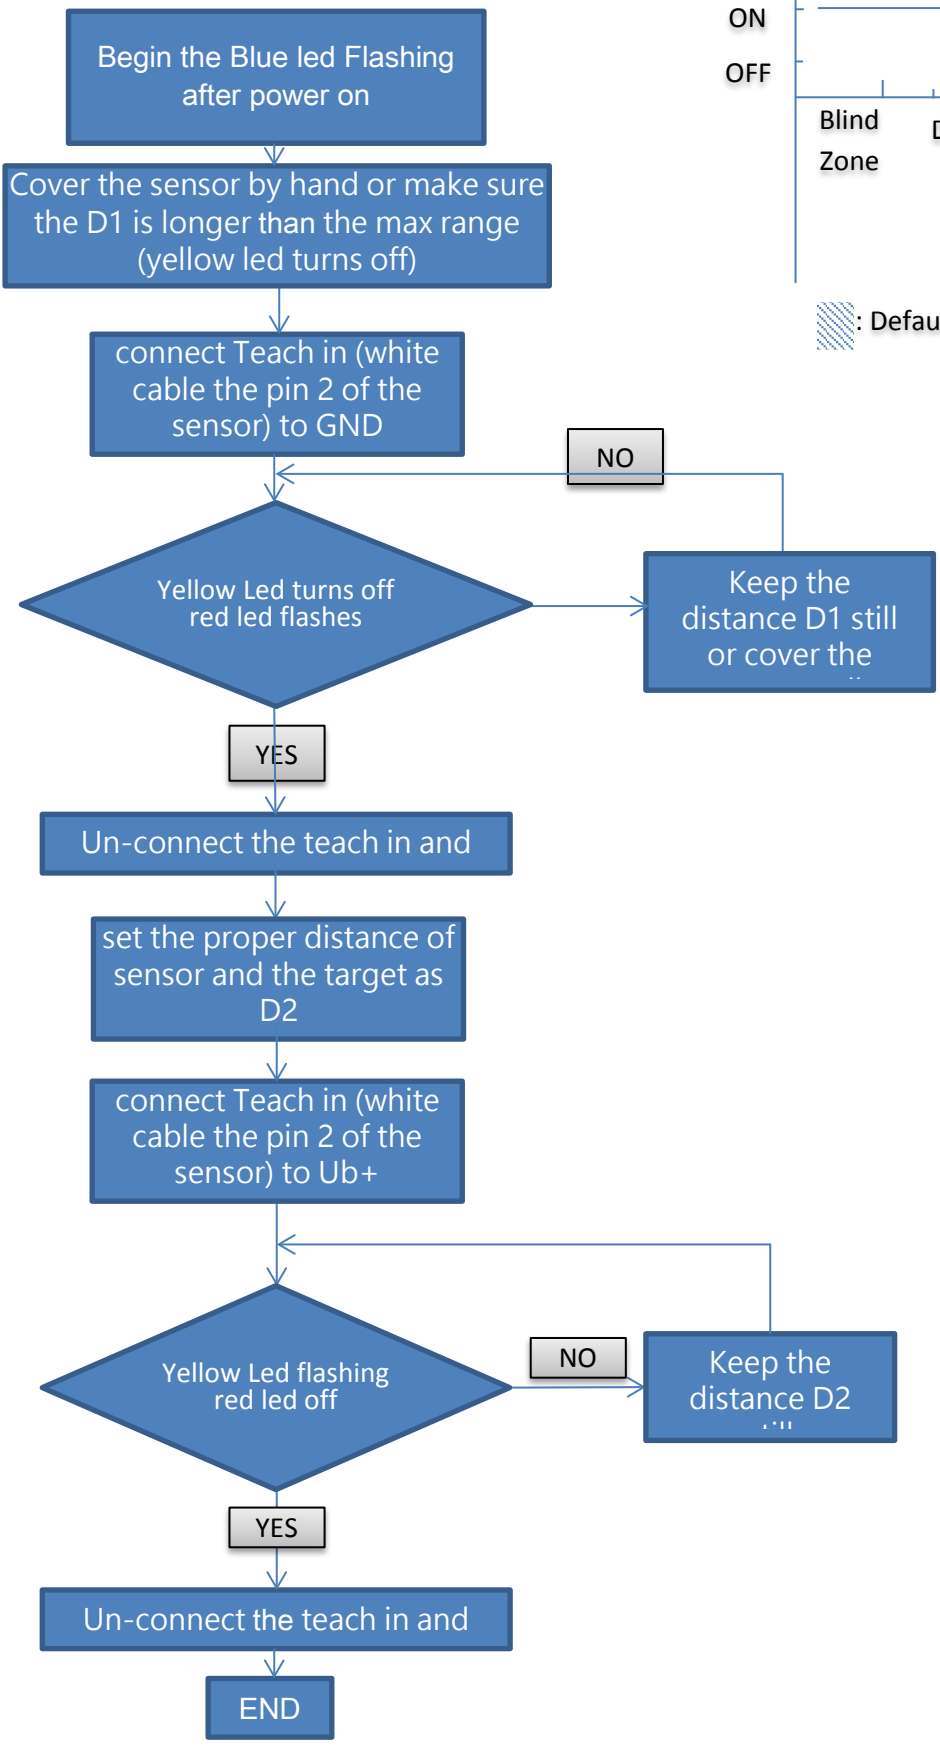 Begin the Blue led Flashing
after power on
Cover the sensor by hand or make sure
the D1 is longer than the max range
(yellow led turns off)
connect Teach in (white
cable the pin 2 of the
sensor) to GND
NO
Yellow Led turns off
red led flashes
Keep the
distance D1 still
or cover the
YES
Un-connect the teach in and
set the proper distance of
sensor and the target as
D2
connect Teach in (white
cable the pin 2 of the
sensor) to Ub+
Yellow Led flashing
red led off
NO
Keep the
distance D2
YES
Un-connect the teach in and
END
ON
OFF
Blind
Zone
: Defau